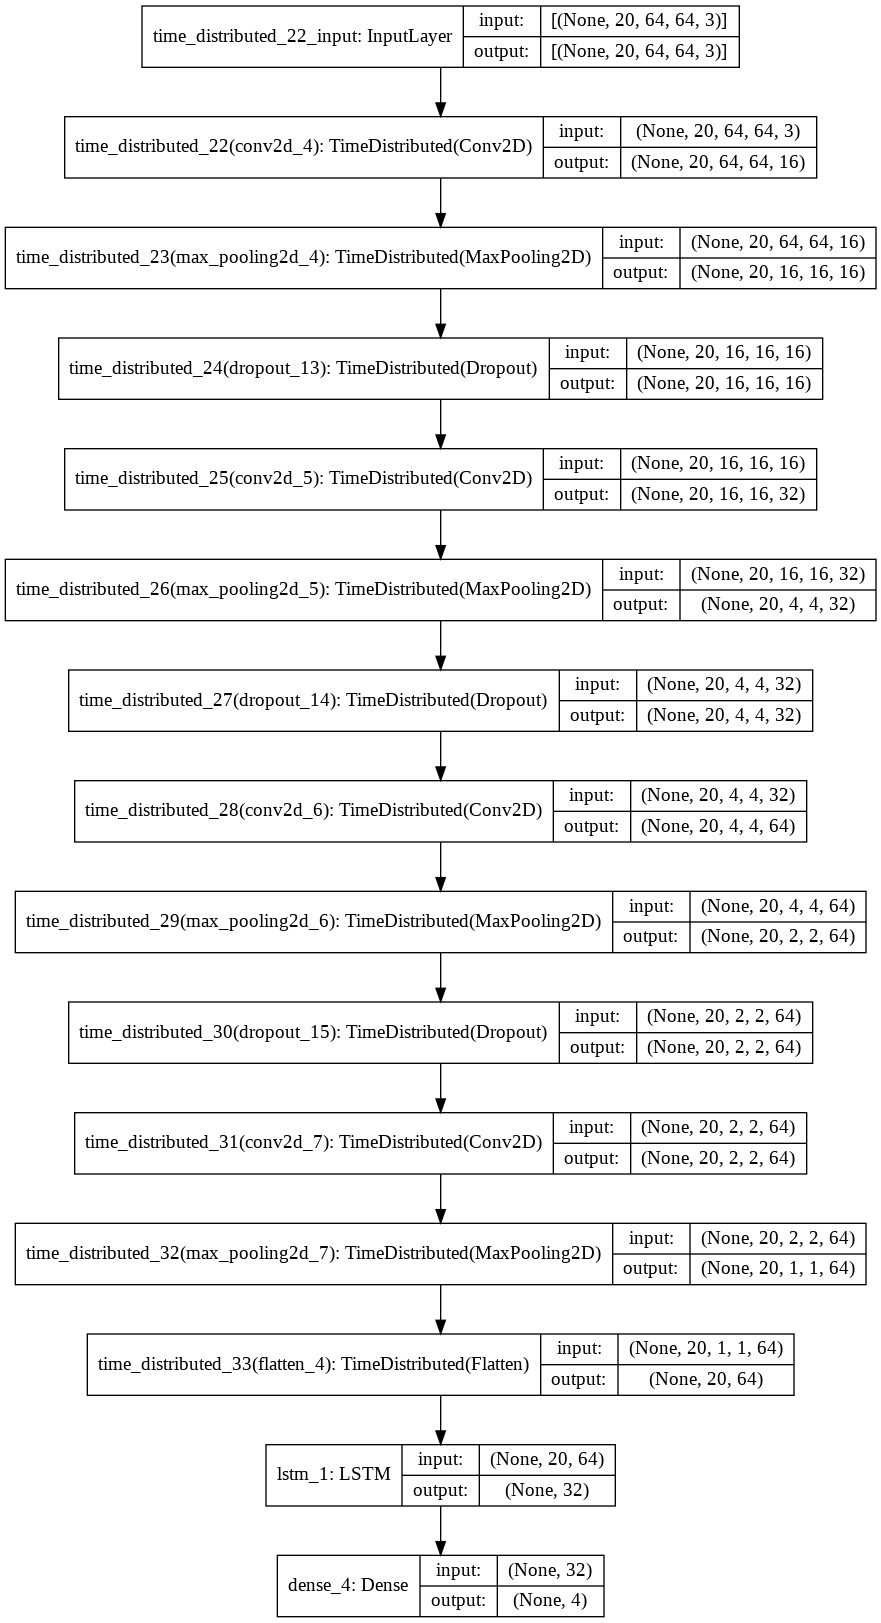 time_distributed_22_input: InputLayer
input:
[(None, 20, 64, 64, 3)]
output:
[(None, 20, 64, 64, 3)]
time_distributed_22(conv2d_4): TimeDistributed(Conv2D)
input:
(None, 20, 64, 64, 3)
output:
(None, 20, 64, 64, 16)
time_distributed_23(max_pooling2d_4): TimeDistributed(MaxPooling2D)
input:
(None, 20, 64, 64, 16)
output:
(None, 20, 16, 16, 16)
time_distributed_24(dropout_13): TimeDistributed(Dropout)
input:
(None, 20, 16, 16, 16)
output:
(None, 20, 16, 16, 16)
time_distributed_25(conv2d_5): TimeDistributed(Conv2D)
input:
(None, 20, 16, 16, 16)
output:
(None, 20, 16, 16, 32)
time_distributed_26(max_pooling2d_5): TimeDistributed(MaxPooling2D)
input:
(None, 20, 16, 16, 32)
output:
(None, 20, 4, 4, 32)
time_distributed_27(dropout_14): TimeDistributed(Dropout)
input:
(None, 20, 4, 4, 32)
output:
(None, 20, 4, 4, 32)
time_distributed_28(conv2d_6): TimeDistributed(Conv2D)
input:
(None, 20, 4, 4, 32)
output:
(None, 20, 4, 4, 64)
time_distributed_29(max_pooling2d_6): TimeDistributed(MaxPooling2D)
input:
(None, 20, 4, 4, 64)
output:
(None, 20, 2, 2, 64)
time_distributed_30(dropout_15): TimeDistributed(Dropout)
input:
(None, 20, 2, 2, 64)
output:
(None, 20, 2, 2, 64)
time_distributed_31(conv2d_7): TimeDistributed(Conv2D)
input:
(None, 20, 2, 2, 64)
output:
(None, 20, 2, 2, 64)
time_distributed_32(max_pooling2d_7): TimeDistributed(MaxPooling2D)
input:
(None, 20, 2, 2, 64)
output:
(None, 20, 1, 1, 64)
time_distributed_33(flatten_4): TimeDistributed(Flatten)
input:
(None, 20, 1, 1, 64)
output:
(None, 20, 64)
lstm_1: LSTM
input:
(None, 20, 64)
output:
(None, 32)
dense_4: Dense
input:
(None, 32)
output:
(None, 4)